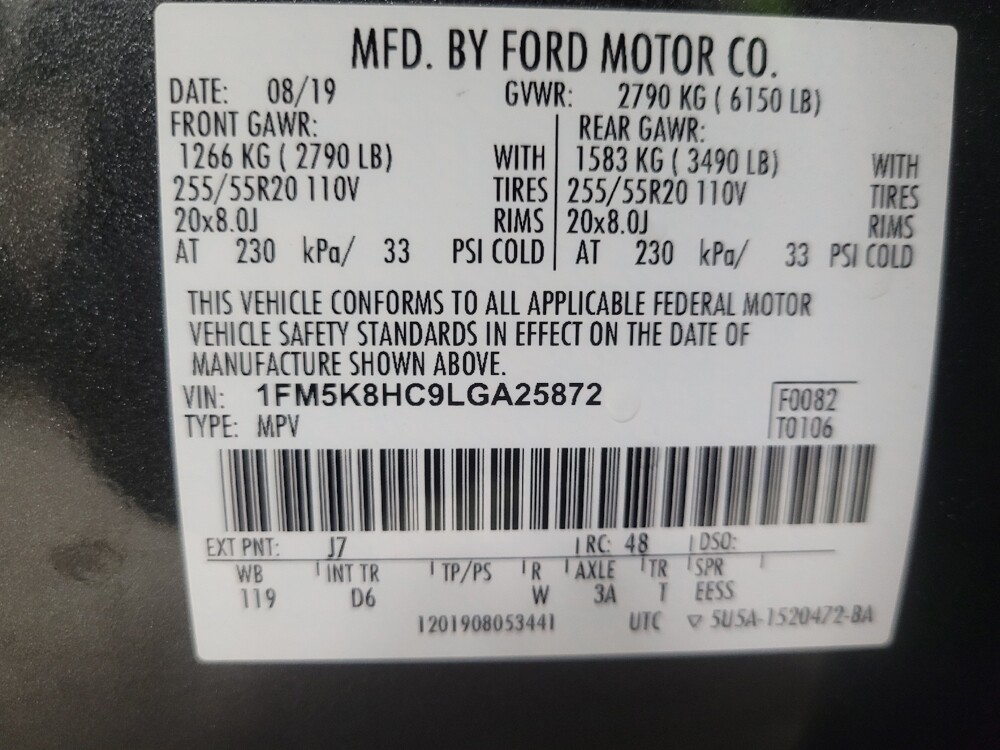 MFD. BY FORD MOTOR CO.
DATE: 08/19 GVWR: 2790 KG ( 6150 LB)
FRONT GAWR: REAR GAWR:
1266 KG ( 2790 LB) WITH 1583 KG ( 3490 LB) WITH
255/55R20 110V TIRES 255/55R20 110V TIRES
20x8.0J RIMS 20x8.0J RIMS
AT 230 kPa/ 33 PSI COLD AT 230 kPa/ 33 PSI COLD
THIS VEHICLE CONFORMS TO ALL APPLICABLE FEDERAL MOTOR
VEHICLE SAFETY STANDARDS IN EFFECT ON THE DATE OF
MANUFACTURE SHOWN ABOVE.
VIN: 1FM5K8HC9LGA25872 F0082
TYPE: MPV T0106
EXT PNT: J7 RC: 48 DSO:
WB INT TR TP/PS R AXLE TR SPR
119 D6 W 3A T EESS
1201908053441 UTC ▽ 5U5A-1520472-BA